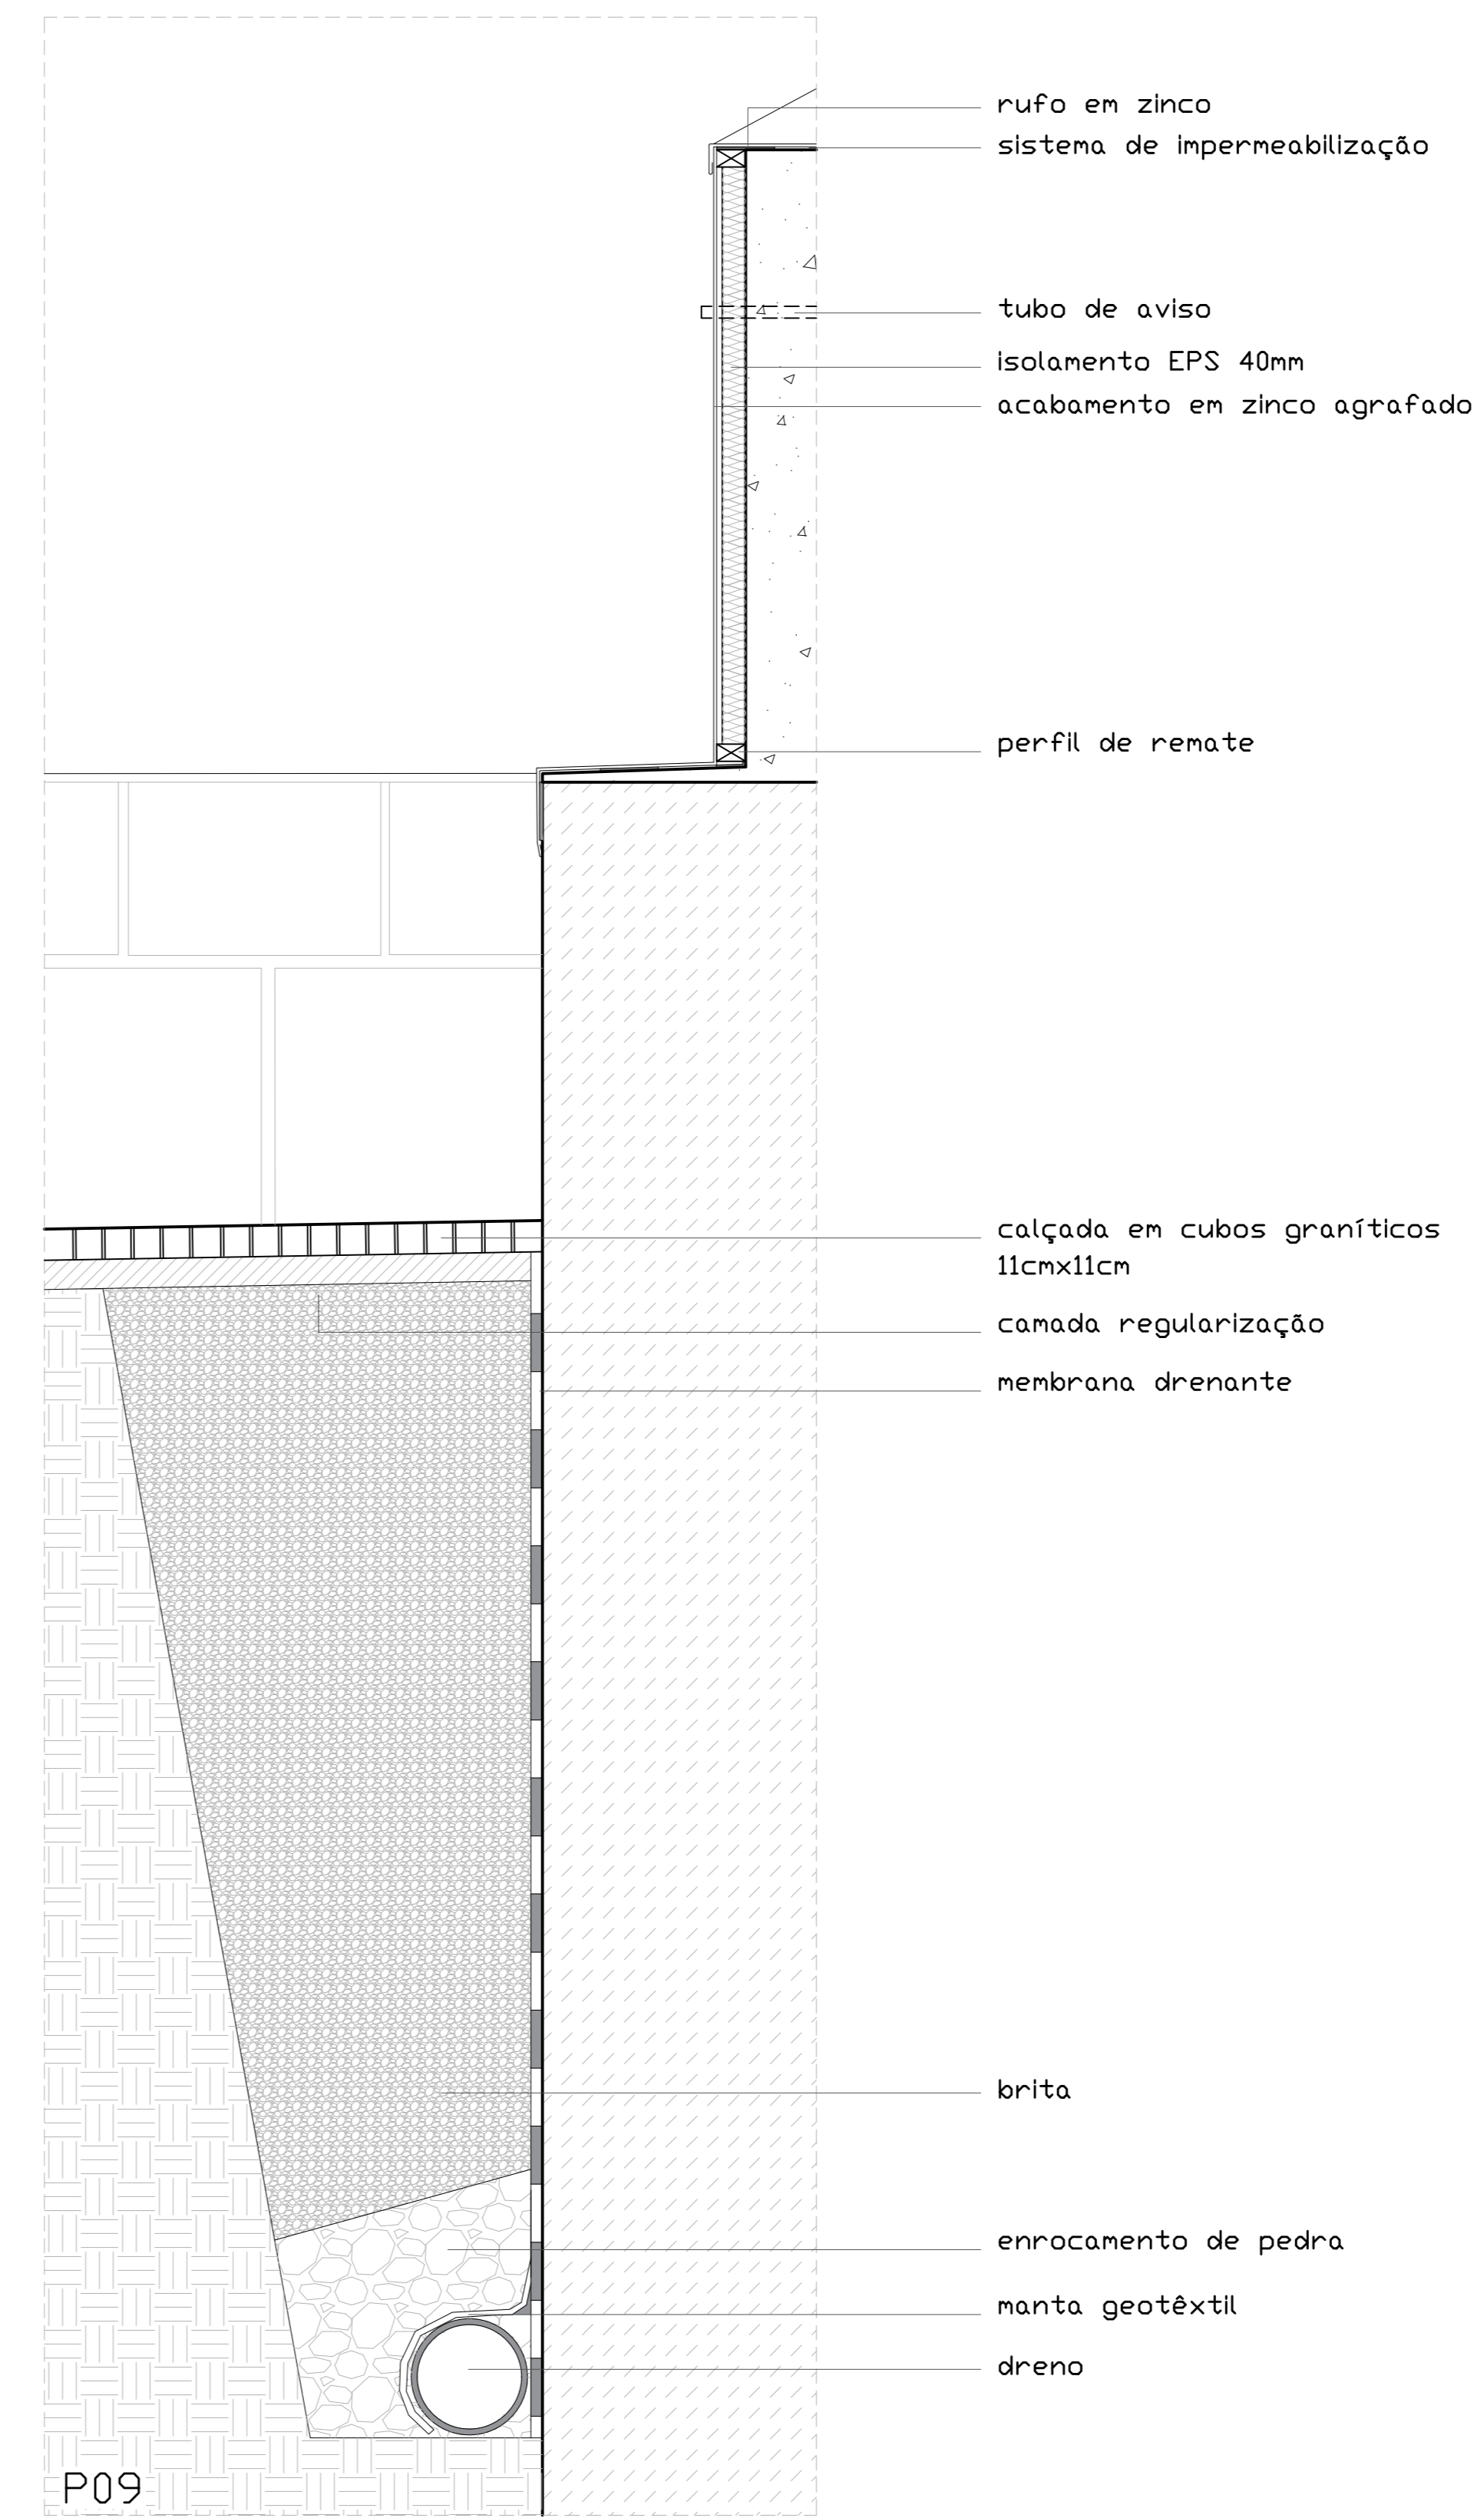 rufo em zinco
sistema de impermeabilização
tubo de aviso
isolamento EPS 40mm
acabamento em zinco agrafado
perfil de remate
calçada em cubos graníticos
11cmx11cm
camada regularização
membrana drenante
brita
enrocamento de pedra
manta geotêxtil
dreno
P09